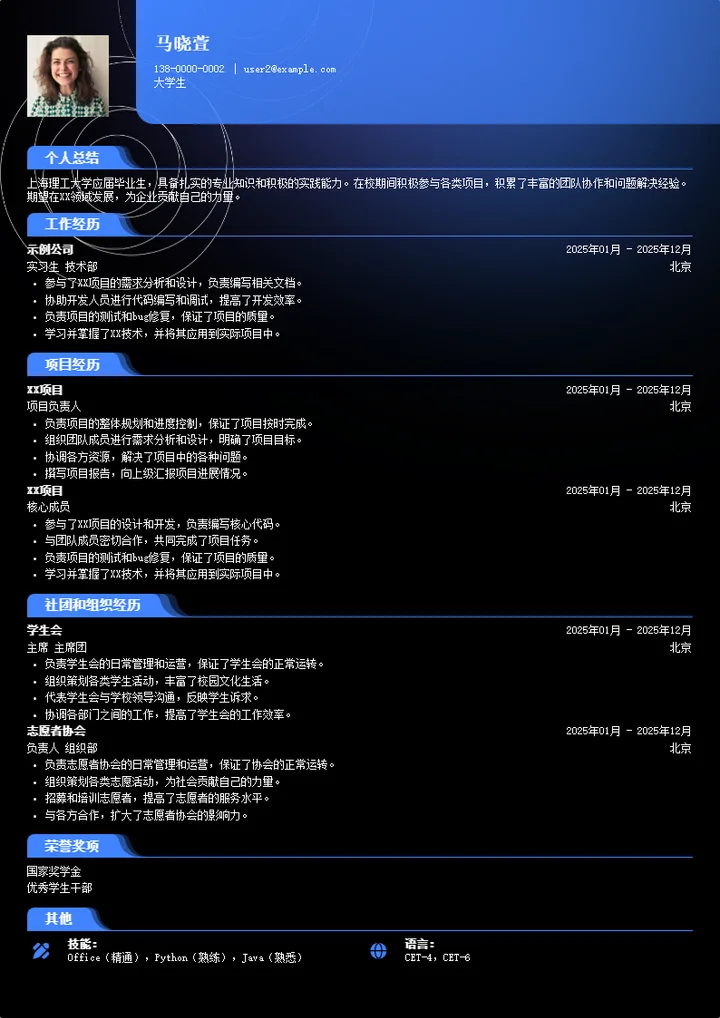 马晓萱
138-0000-0002 | user2@example.com
大学生
个人总结
上海理工大学应届毕业生，具备扎实的专业知识和积极的实践能力。在校期间积极参与各类项目，积累了丰富的团队协作和问题解决经验。
期望在XX领域发展，为企业贡献自己的力量。
工作经历
示例公司 2025年01月 - 2025年12月
实习生 技术部 北京
• 参与了XX项目的需求分析和设计，负责编写相关文档。
• 协助开发人员进行代码编写和调试，提高了开发效率。
• 负责项目的测试和bug修复，保证了项目的质量。
• 学习并掌握了XX技术，并将其应用到实际项目中。
项目经历
XX项目 2025年01月 - 2025年12月
项目负责人 北京
• 负责项目的整体规划和进度控制，保证了项目按时完成。
• 组织团队成员进行需求分析和设计，明确了项目目标。
• 协调各方资源，解决了项目中的各种问题。
• 撰写项目报告，向上级汇报项目进展情况。
XX项目 2025年01月 - 2025年12月
核心成员 北京
• 参与了XX项目的设计和开发，负责编写核心代码。
• 与团队成员密切合作，共同完成了项目任务。
• 负责项目的测试和bug修复，保证了项目的质量。
• 学习并掌握了XX技术，并将其应用到实际项目中。
社团和组织经历
学生会 2025年01月 - 2025年12月
主席 主席团 北京
• 负责学生会的日常管理和运营，保证了学生会的正常运转。
• 组织策划各类学生活动，丰富了校园文化生活。
• 代表学生会与学校领导沟通，反映学生诉求。
• 协调各部门之间的工作，提高了学生会的工作效率。
志愿者协会 2025年01月 - 2025年12月
负责人 组织部 北京
• 负责志愿者协会的日常管理和运营，保证了协会的正常运转。
• 组织策划各类志愿活动，为社会贡献自己的力量。
• 招募和培训志愿者，提高了志愿者的服务水平。
• 与各方合作，扩大了志愿者协会的影响力。
荣誉奖项
国家奖学金
优秀学生干部
其他
技能：
Office（精通），Python（熟练），Java（熟悉）
语言：
CET-4，CET-6